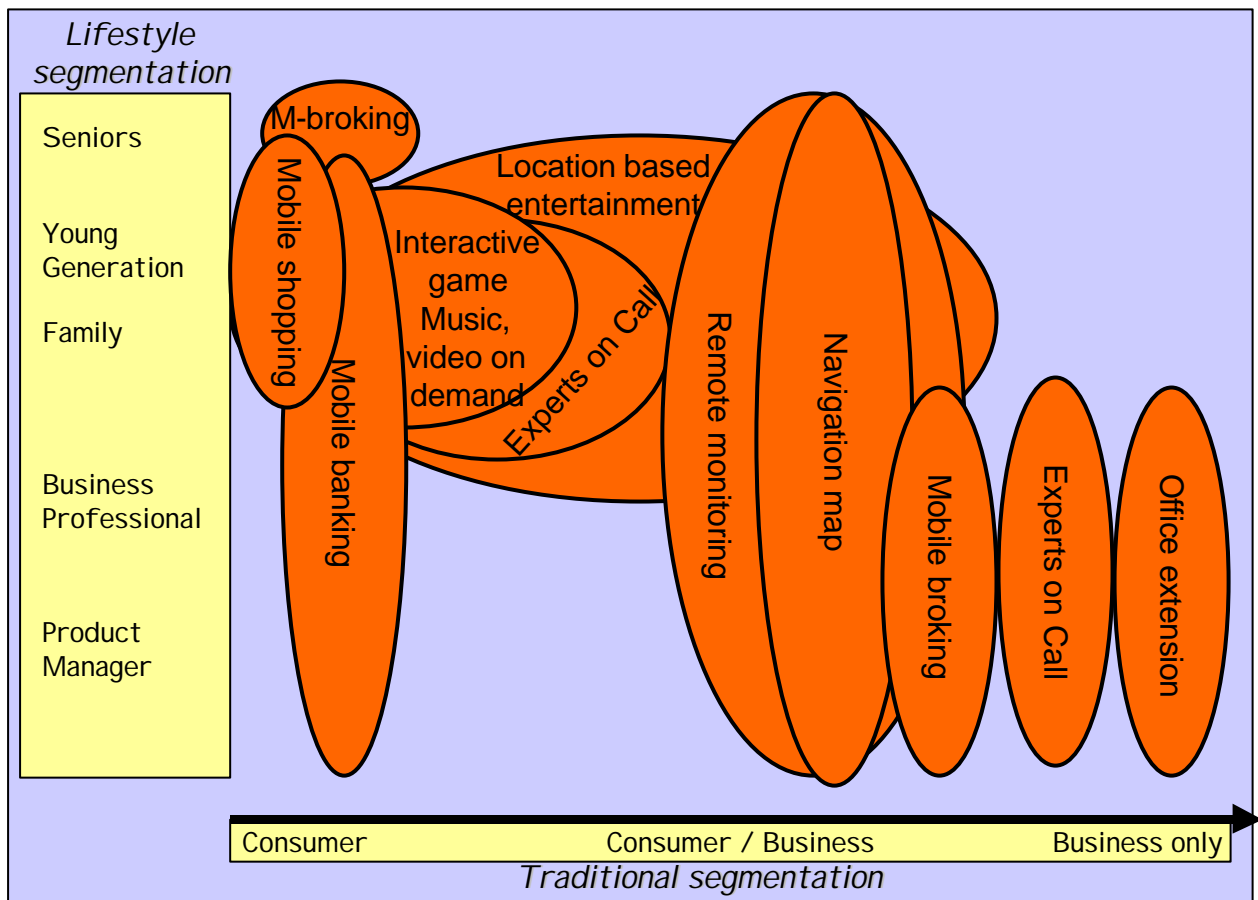 Lifestyle
segmentation
Seniors
Young
Generation
Family
Business
Professional
Product
Manager
M-broking
Mobile shopping
Mobile banking
Location based
entertainment
Interactive
game
Music,
video on
demand
Experts on Call
Remote monitoring
Navigation map
Mobile broking
Experts on Call
Office extension
Consumer
Consumer / Business
Business only
Traditional segmentation